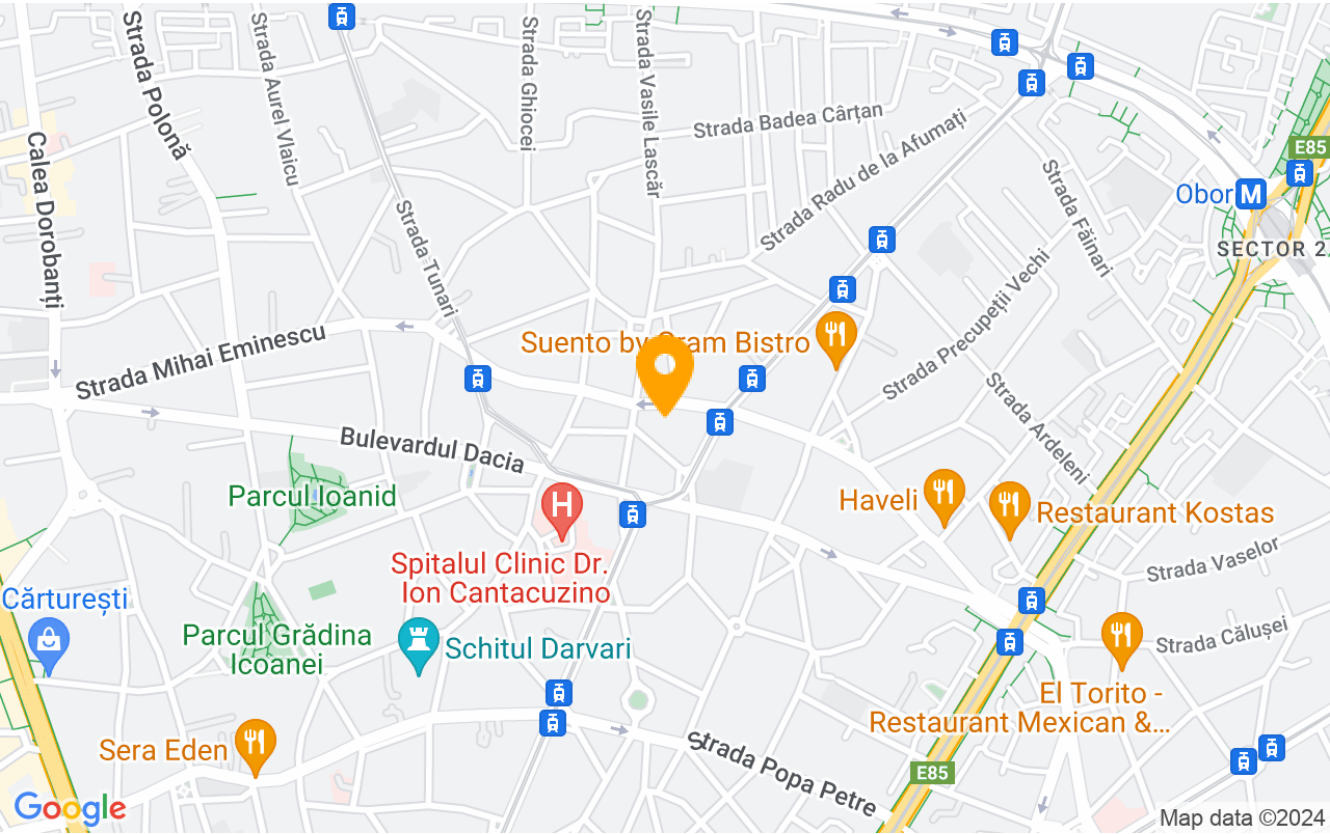 Strada Polonă
Strada Aurel Vlaicu
Strada Ghiocei
Strada Vasile Lascăr
Strada Badea Cârțan
Strada Radu de la Afumați
E85
Calea Dorobanți
Obor M
Strada Făinari
Strada Tunari
SECTOR 2
Strada Precupeții Vechi
Strada Mihai Eminescu
Suento by Gram Bistro
Strada Ardeleni
Bulevardul Dacia
Parcul Ioanid
H
Haveli
Restaurant Kostas
Spitalul Clinic Dr.
Ion Cantacuzino
Strada Vaselor
Cărturești
Parcul Grădina
Icoanei
Schitul Darvari
Strada Călușei
El Torito -
Restaurant Mexican &...
Sera Eden
Strada Popa Petre
E85
Google
Map data ©2024